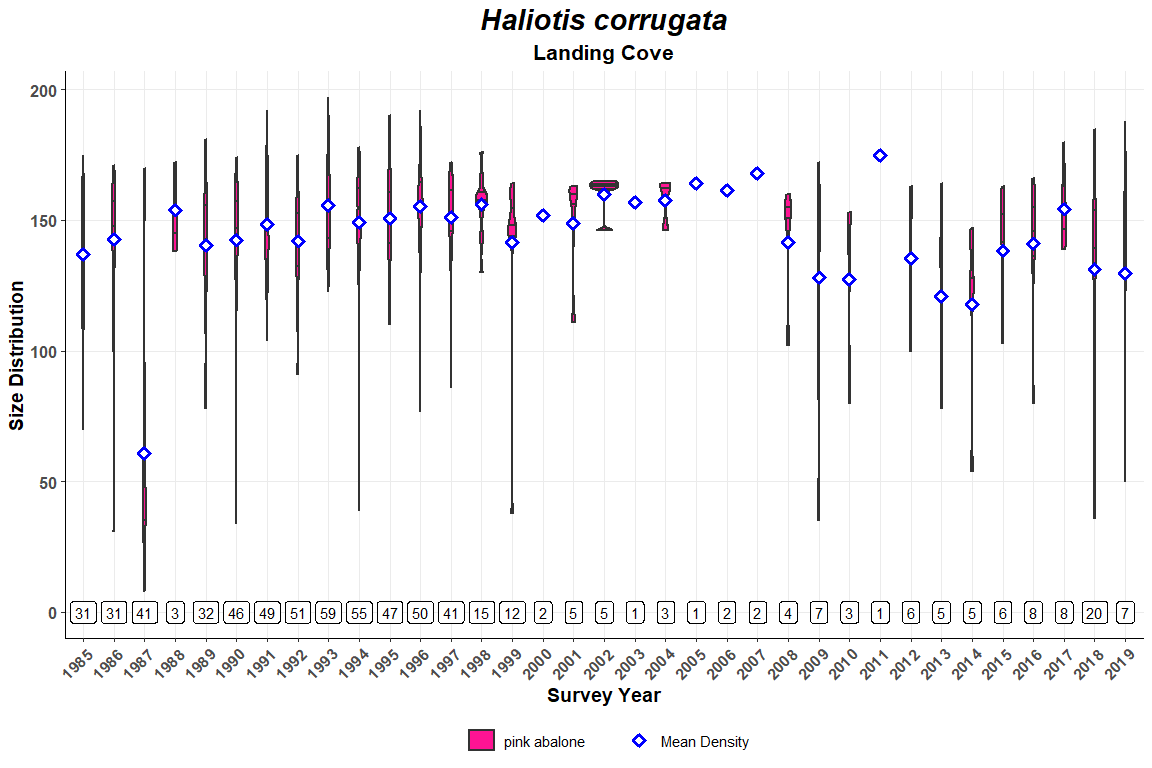 Haliotis corrugata
Landing Cove
Size Distribution
200
150
100
50
0
31 31 41 3 32 46 49 51 59 55 47 50 41 15 12 2 5 5 1 3 1 2 2 4 7 3 1 6 5 5 6 8 8 20 7
1985 1986 1987 1988 1989 1990 1991 1992 1993 1994 1995 1996 1997 1998 1999 2000 2001 2002 2003 2004 2005 2006 2007 2008 2009 2010 2011 2012 2013 2014 2015 2016 2017 2018 2019
Survey Year
pink abalone Mean Density